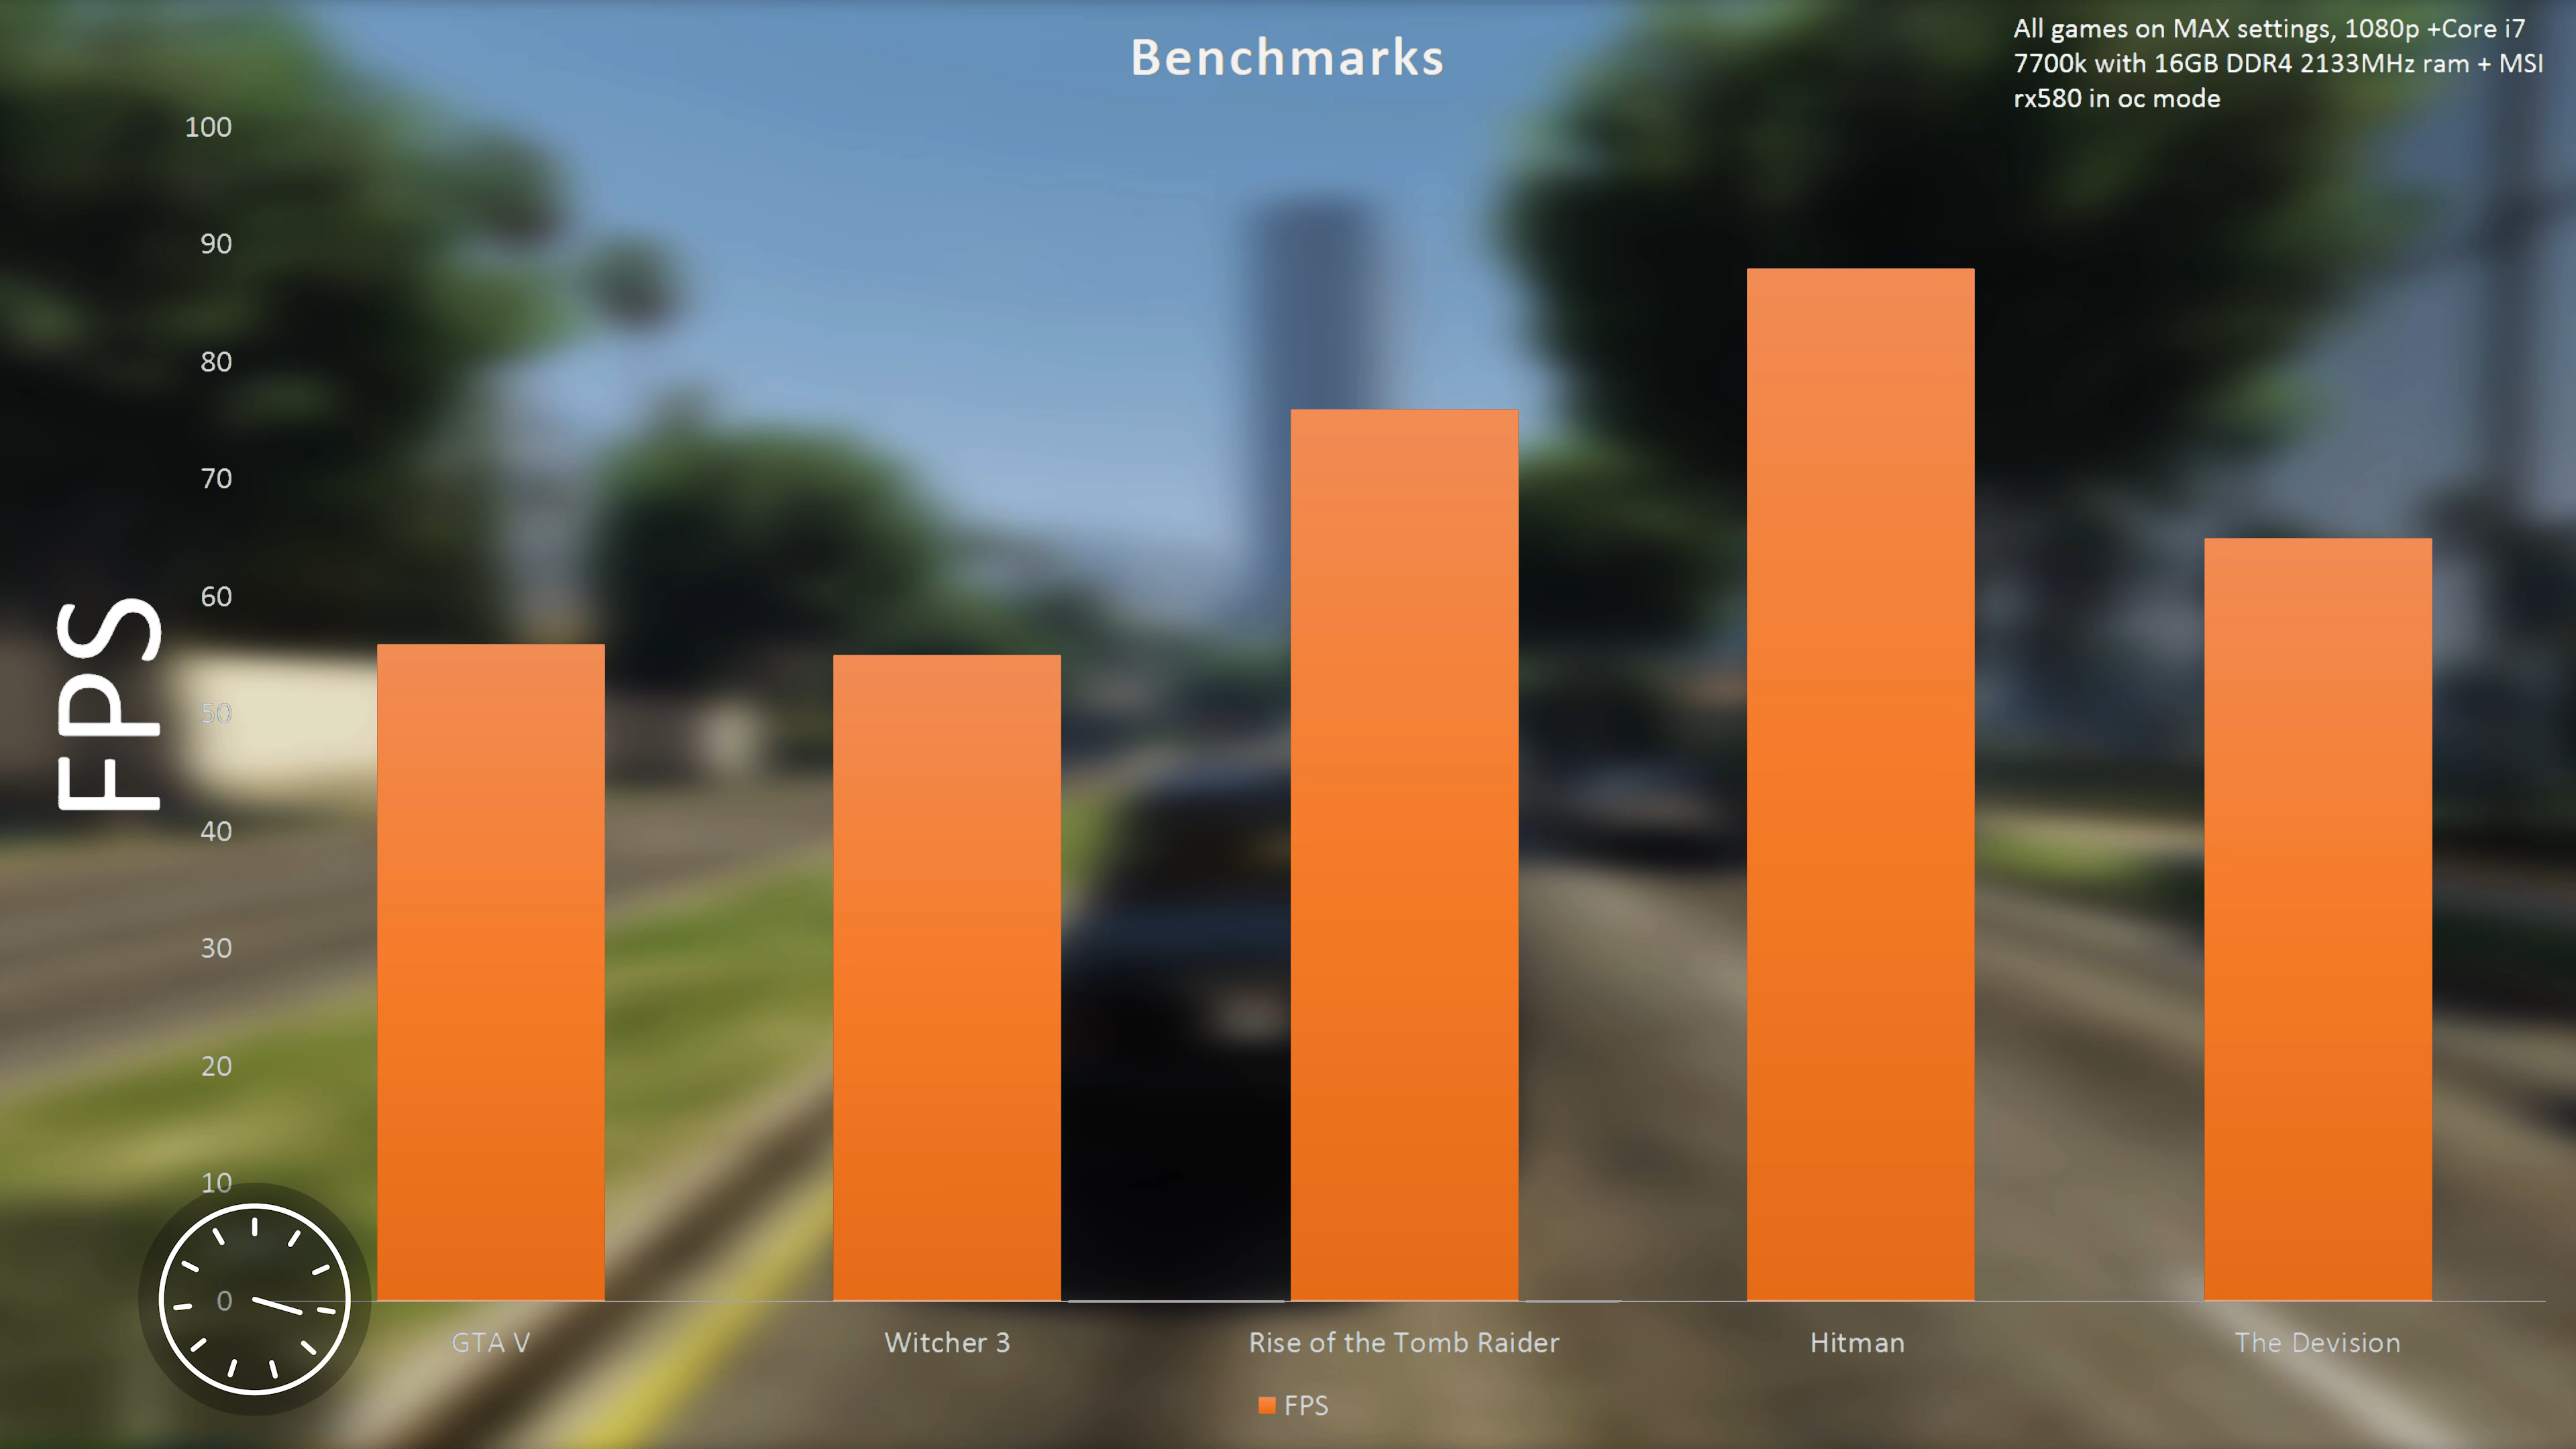 Benchmarks
All games on MAX settings, 1080p +Core i7
7700k with 16GB DDR4 2133MHz ram + MSI
rx580 in oc mode
FPS
100
90
80
70
60
50
40
30
20
10
0
GTA V
Witcher 3
Rise of the Tomb Raider
Hitman
The Devision
FPS